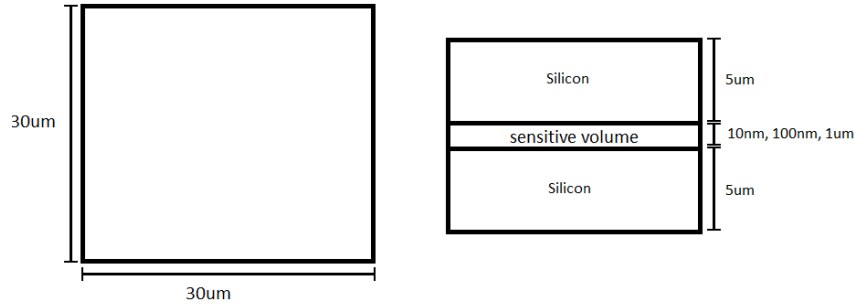 30um
30um
Silicon
5um
sensitive volume
10nm, 100nm, 1um
Silicon
5um